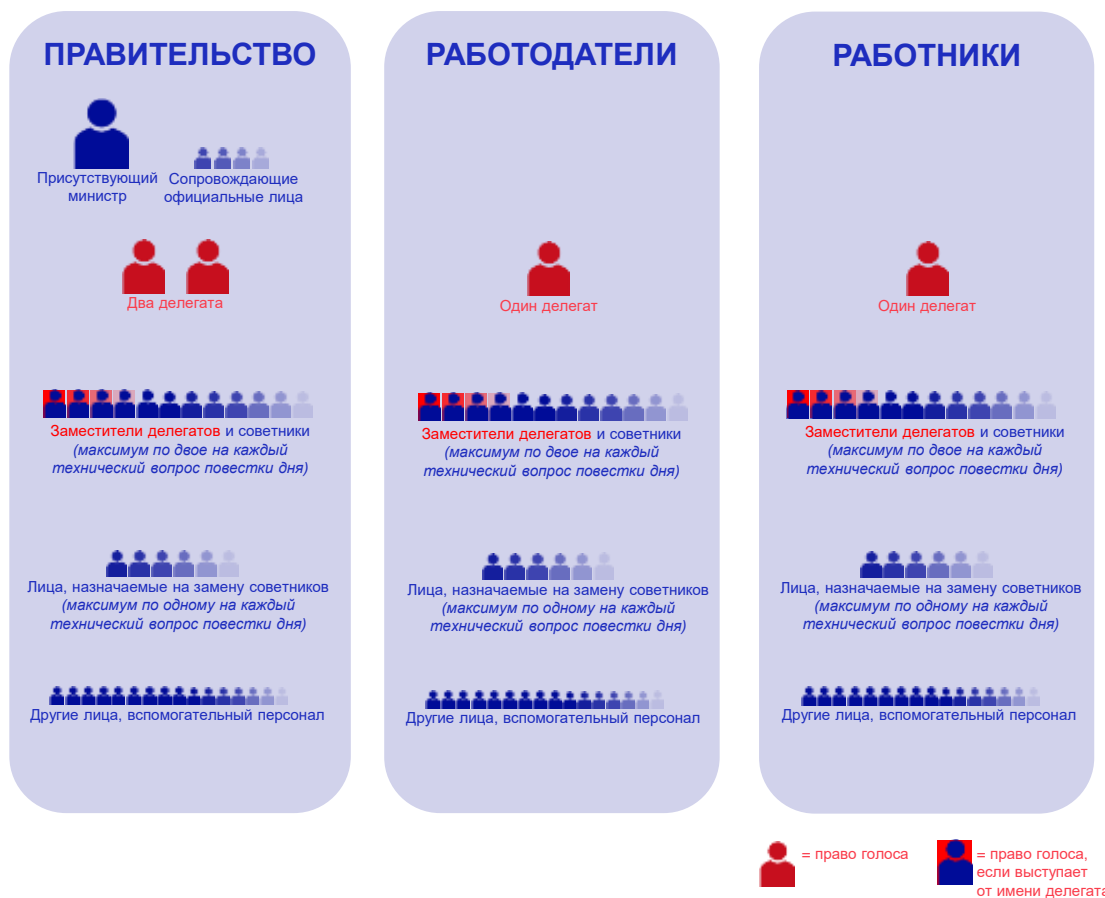 ПРАВИТЕЛЬСТВО
Присутствующий
министр
Сопровождающие
официальные лица
Два делегата
Заместители делегатов и советники
(максимум по двое на каждый
технический вопрос повестки дня)
Лица, назначаемые на замену советников
(максимум по одному на каждый
технический вопрос повестки дня)
Другие лица, вспомогательный персонал
РАБОТОДАТЕЛИ
Один делегат
Заместители делегатов и советники
(максимум по двое на каждый
технический вопрос повестки дня)
Лица, назначаемые на замену советников
(максимум по одному на каждый
технический вопрос повестки дня)
Другие лица, вспомогательный персонал
РАБОТНИКИ
Один делегат
Заместители делегатов и советники
(максимум по двое на каждый
технический вопрос повестки дня)
Лица, назначаемые на замену советников
(максимум по одному на каждый
технический вопрос повестки дня)
Другие лица, вспомогательный персонал
= право голоса
= право голоса,
если выступает
от имени делегата